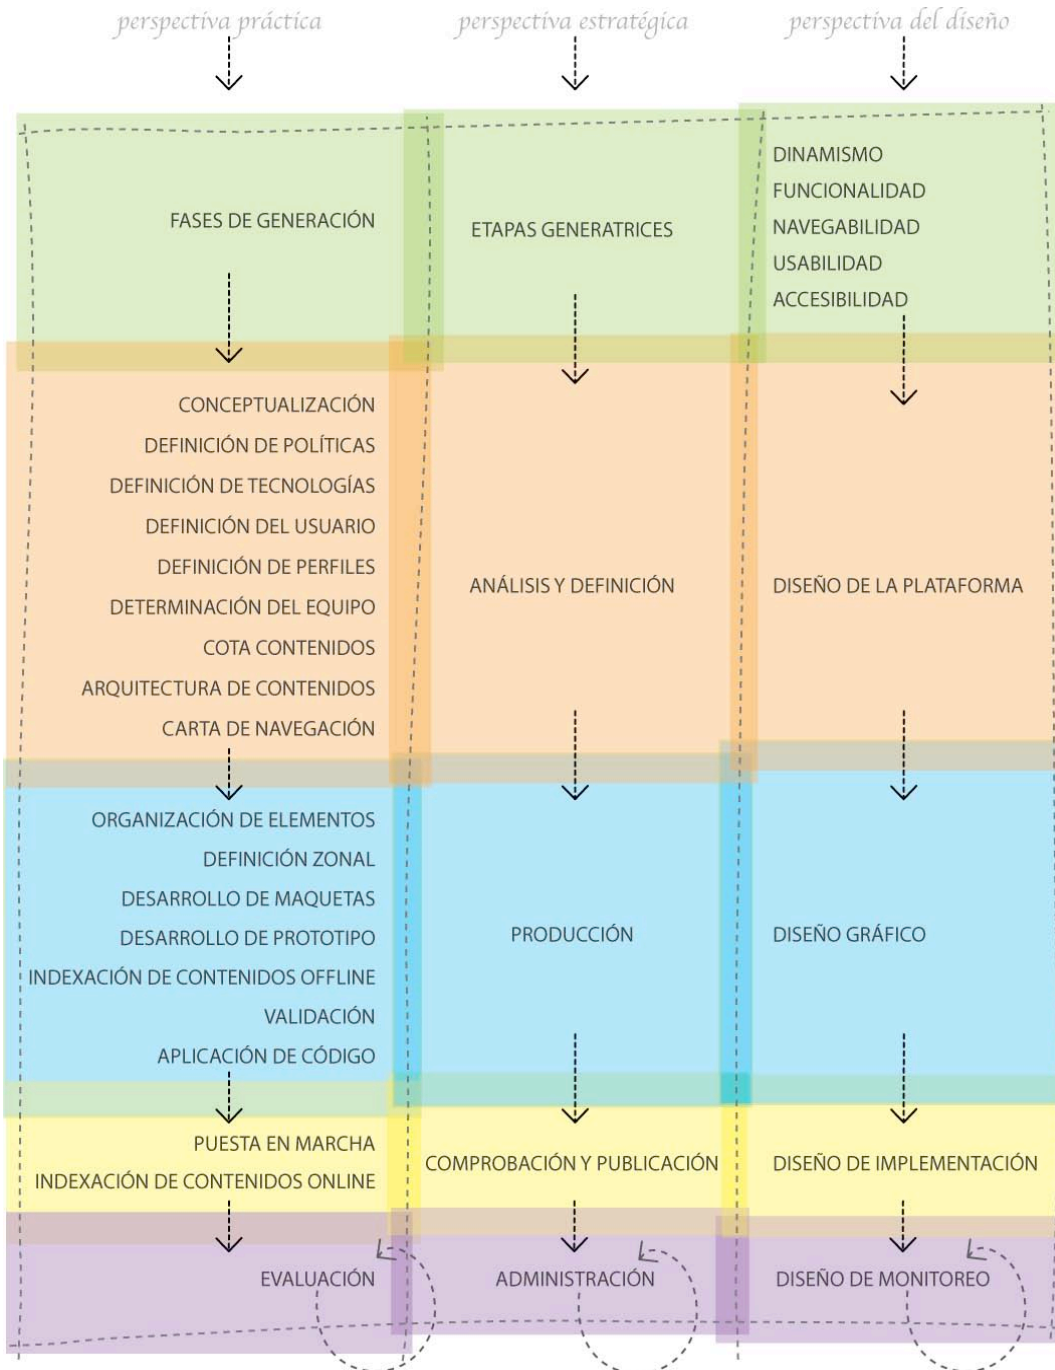 perspectiva práctica
perspectiva estratégica
perspectiva del diseño
FASES DE GENERACIÓN
ETAPAS GENERATRICES
DINAMISMO
FUNCIONALIDAD
NAVEGABILIDAD
USABILIDAD
ACCESIBILIDAD
CONCEPTUALIZACIÓN
DEFINICIÓN DE POLÍTICAS
DEFINICIÓN DE TECNOLOGÍAS
DEFINICIÓN DEL USUARIO
DEFINICIÓN DE PERFILES
DETERMINACIÓN DEL EQUIPO
COTA CONTENIDOS
ARQUITECTURA DE CONTENIDOS
CARTA DE NAVEGACIÓN
ANÁLISIS Y DEFINICIÓN
DISEÑO DE LA PLATAFORMA
ORGANIZACIÓN DE ELEMENTOS
DEFINICIÓN ZONAL
DESARROLLO DE MAQUETAS
DESARROLLO DE PROTOTIPO
INDEXACIÓN DE CONTENIDOS OFFLINE
VALIDACIÓN
APLICACIÓN DE CÓDIGO
PRODUCCIÓN
DISEÑO GRÁFICO
PUESTA EN MARCHA
INDEXACIÓN DE CONTENIDOS ONLINE
COMPROBACIÓN Y PUBLICACIÓN
DISEÑO DE IMPLEMENTACIÓN
EVALUACIÓN
ADMINISTRACIÓN
DISEÑO DE MONITOREO